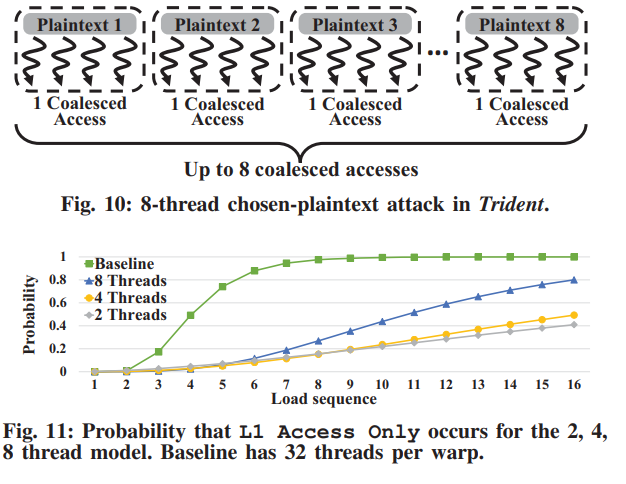 Plaintext 1 Plaintext 2 Plaintext 3 Plaintext 8
...
1 Coalesced Access 1 Coalesced Access 1 Coalesced Access 1 Coalesced Access
Up to 8 coalesced accesses
Fig. 10: 8-thread chosen-plaintext attack in Trident.
Probability
1
0.8
0.6
0.4
0.2
0
Baseline
8 Threads
4 Threads
2 Threads
1 2 3 4 5 6 7 8 9 10 11 12 13 14 15 16
Load sequence
Fig. 11: Probability that L1 Access Only occurs for the 2, 4,
8 thread model. Baseline has 32 threads per warp.